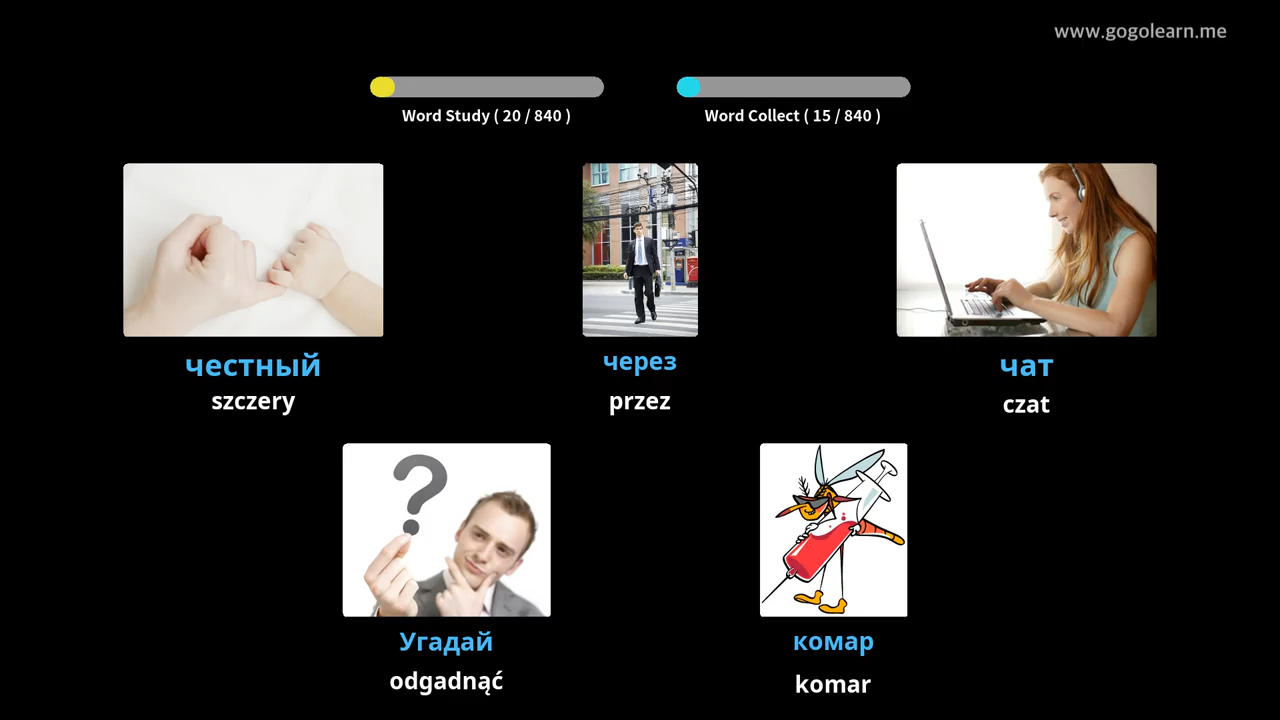 www.gogolearn.me
Word Study ( 20 / 840 )
Word Collect ( 15 / 840 )
честный
szczery
через
przez
чат
czat
Угадай
odgadnąć
комар
komar